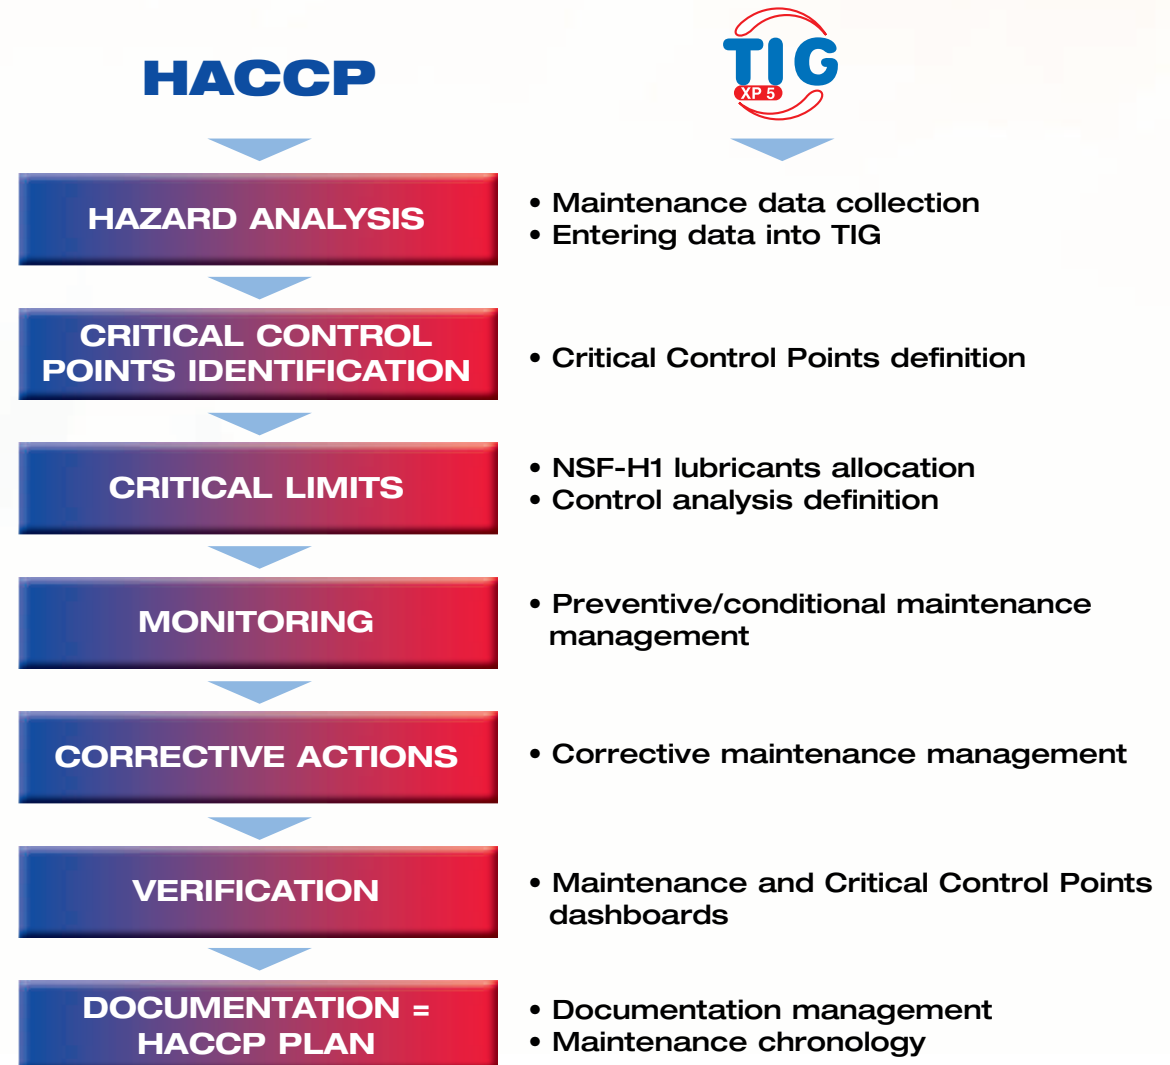 HACCP
TIG
XP 5
HAZARD ANALYSIS
• Maintenance data collection
• Entering data into TIG
CRITICAL CONTROL
POINTS IDENTIFICATION
• Critical Control Points definition
CRITICAL LIMITS
• NSF-H1 lubricants allocation
• Control analysis definition
MONITORING
• Preventive/conditional maintenance
management
CORRECTIVE ACTIONS
• Corrective maintenance management
VERIFICATION
• Maintenance and Critical Control Points
dashboards
DOCUMENTATION =
HACCP PLAN
• Documentation management
• Maintenance chronology